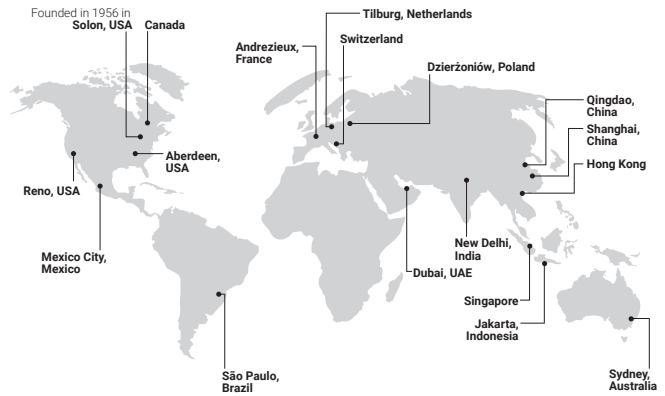 Founded in 1956 in
Solon, USA
Canada
Tilburg, Netherlands
Andrezieux,
France
Switzerland
Dzierżoniów, Poland
Qingdao,
China
Shanghai,
China
Hong Kong
Aberdeen,
USA
Reno, USA
Mexico City,
Mexico
New Delhi,
India
Dubai, UAE
Singapore
Jakarta,
Indonesia
São Paulo,
Brazil
Sydney,
Australia